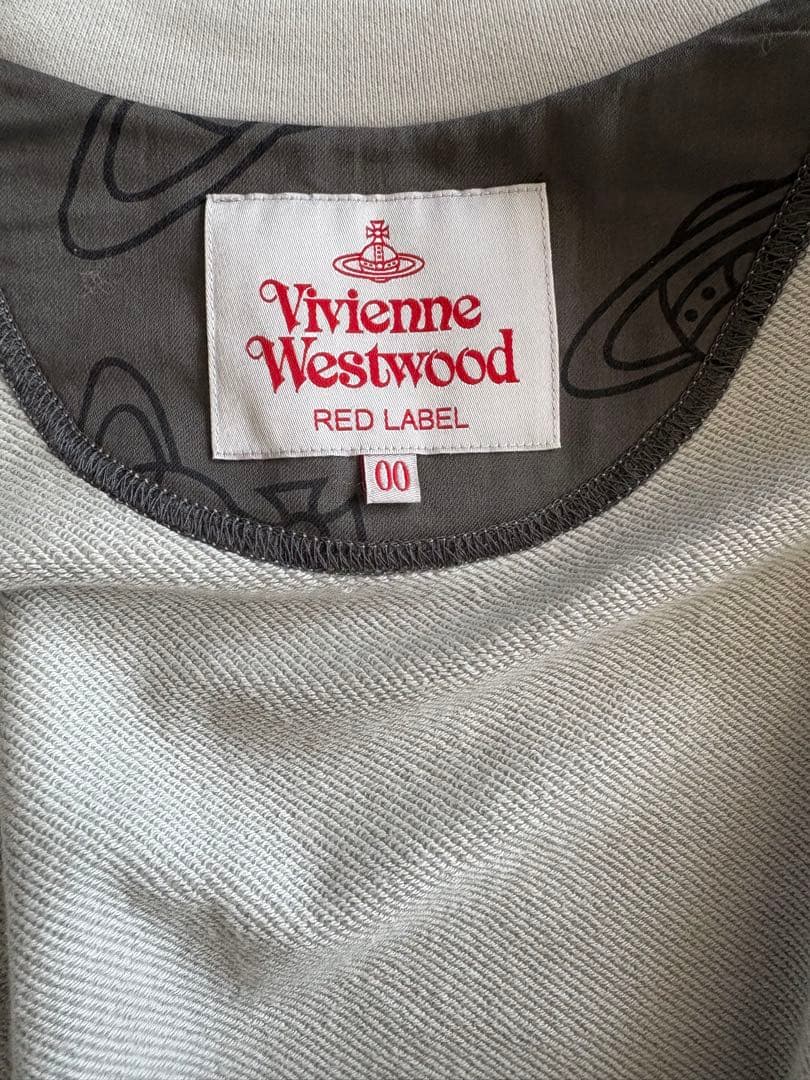 Vivienne
Westwood
RED LABEL
00